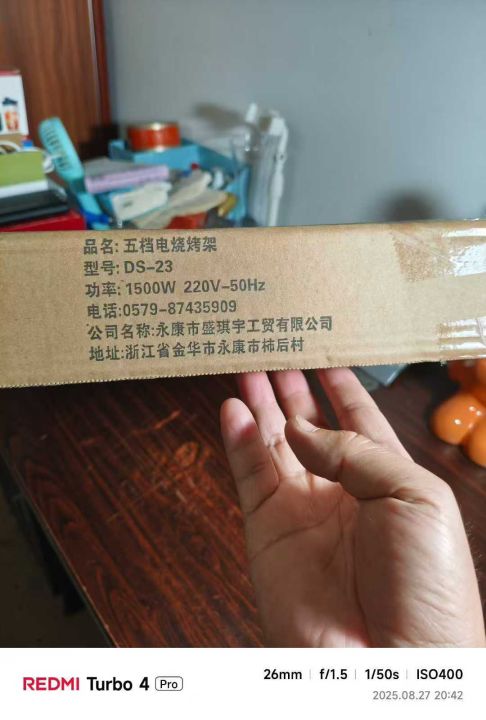 品名: 五档电烧烤架
型号: DS-23
功率: 1500W 220V-50Hz
电话:0579-87435909
公司名称:永康市盛琪宇工贸有限公司
地址:浙江省金华市永康市柿后村
REDMI Turbo 4 Pro
26mm | f/1.5 | 1/50s | ISO400
2025.08.27 20:42